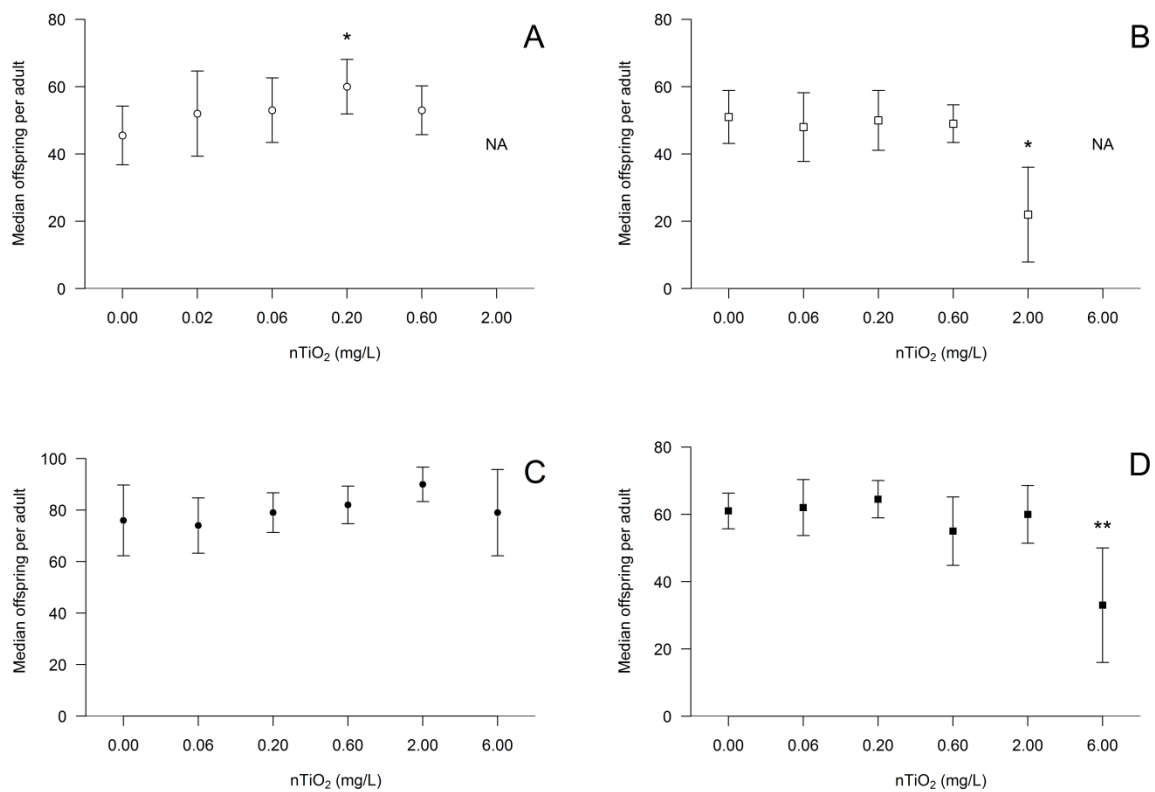 A
Median offspring per adult
80
60
40
20
0
*
NA
0.00 0.02 0.06 0.20 0.60 2.00
nTiO₂ (mg/L)
B
Median offspring per adult
80
60
40
20
0
*
NA
0.00 0.06 0.20 0.60 2.00 6.00
nTiO₂ (mg/L)
C
Median offspring per adult
100
80
60
40
20
0
0.00 0.06 0.20 0.60 2.00 6.00
nTiO₂ (mg/L)
D
Median offspring per adult
80
60
40
20
0
**
0.00 0.06 0.20 0.60 2.00 6.00
nTiO₂ (mg/L)